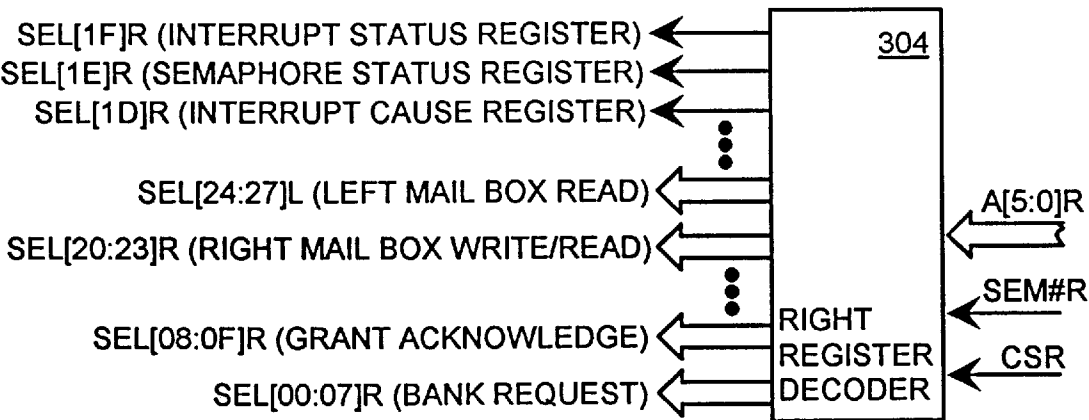 SEL[1F]R (INTERRUPT STATUS REGISTER)
304
SEL[1E]R (SEMAPHORE STATUS REGISTER)
SEL[1D]R (INTERRUPT CAUSE REGISTER)
SEL[24:27]L (LEFT MAIL BOX READ)
A[5:0]R
SEL[20:23]R (RIGHT MAIL BOX WRITE/READ)
SEM#R
SEL[08:0F]R (GRANT ACKNOWLEDGE)
RIGHT
REGISTER
DECODER
CSR
SEL[00:07]R (BANK REQUEST)